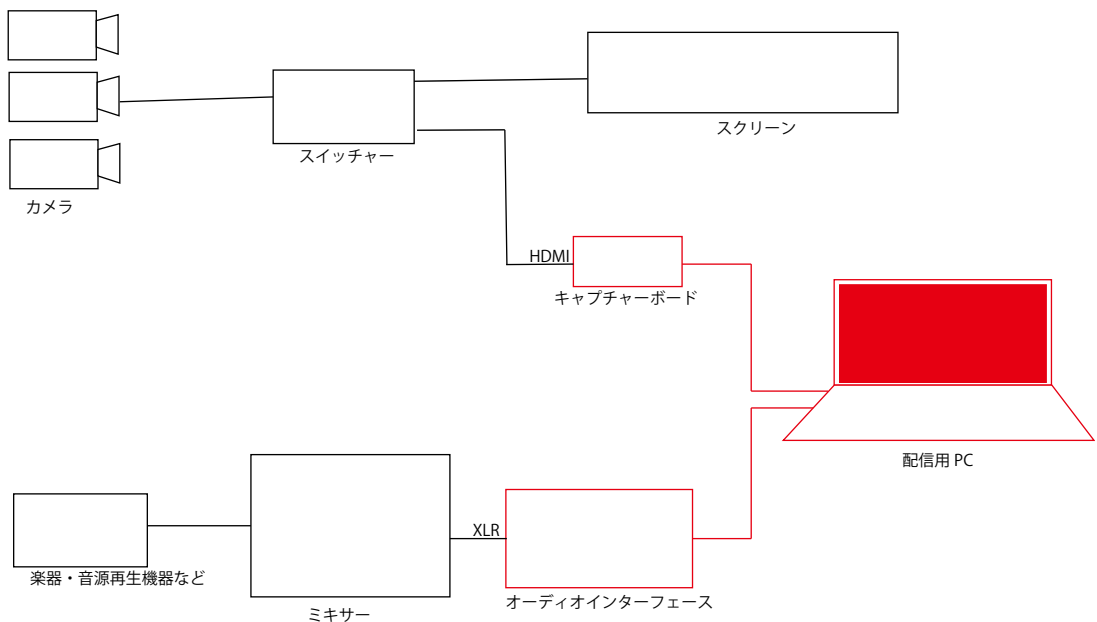 スクリーン
スイッチャー
カメラ
HDMI
キャプチャーボード
配信用 PC
XLR
楽器・音源再生機器など
オーディオインターフェース
ミキサー